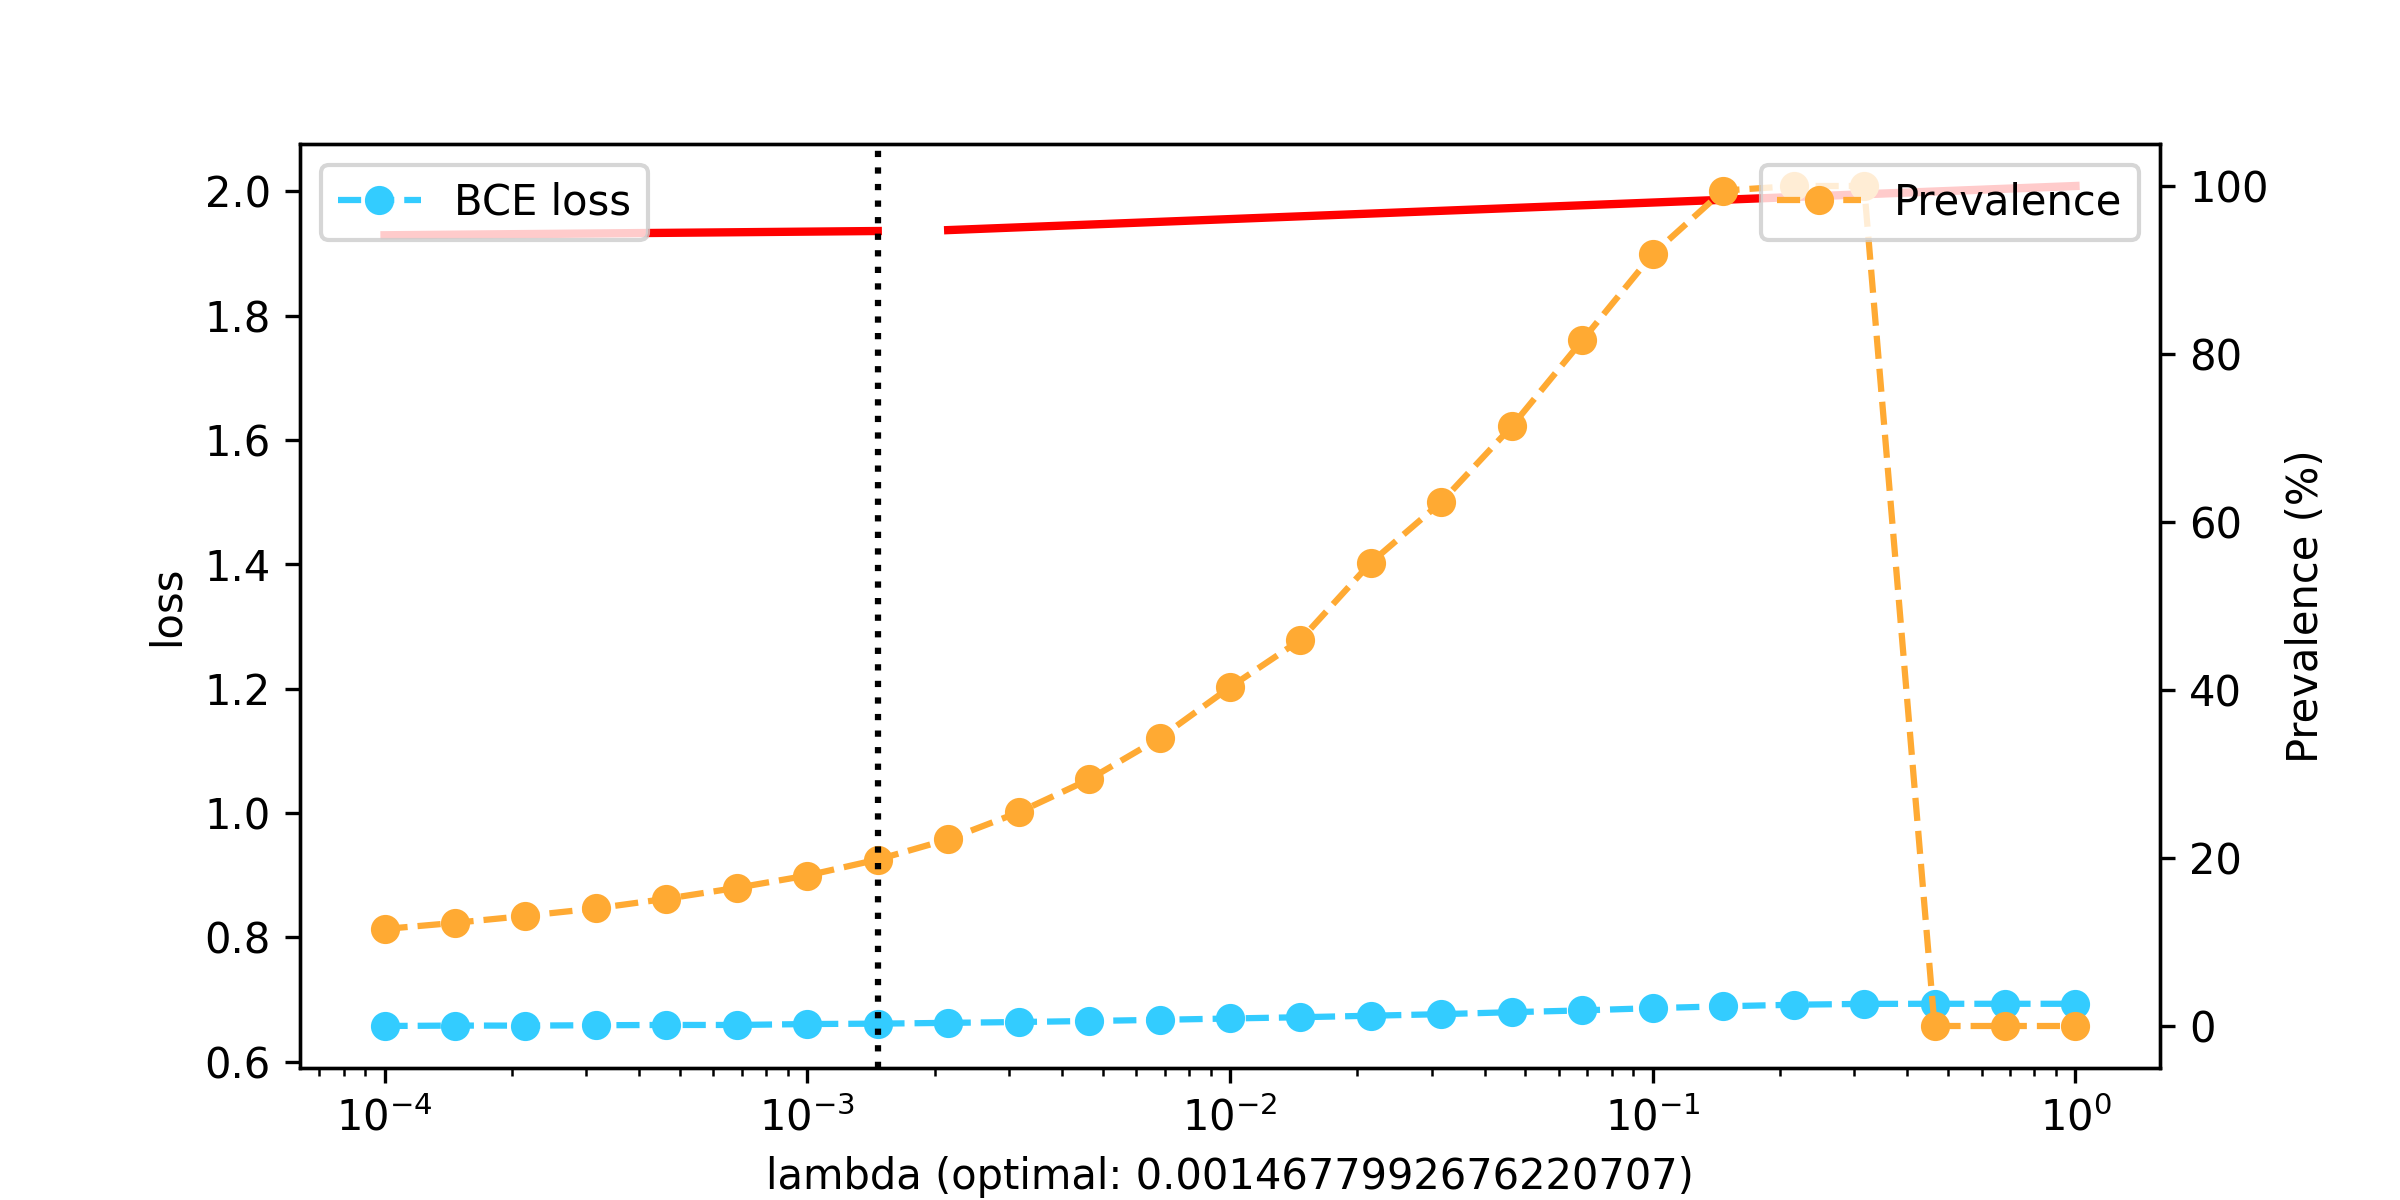 BCE loss
Prevalence
2.0
1.8
1.6
1.4
1.2
1.0
0.8
0.6
loss
100
80
60
40
20
0
Prevalence (%)
10⁻⁴ 10⁻³ 10⁻² 10⁻¹ 10⁰
lambda (optimal: 0.0014677992676220707)